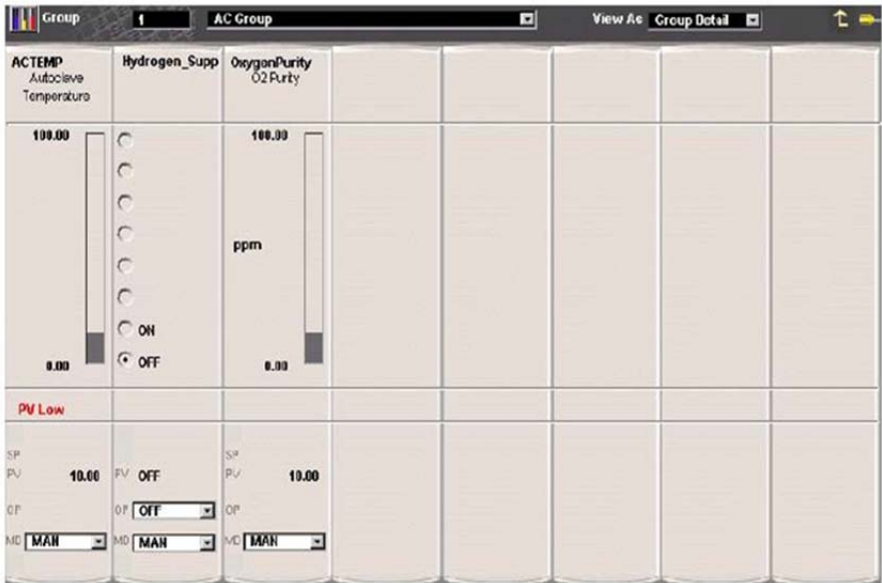 Group 1 AC Group View As Group Detail
ACTEMP Hydrogen_Supp OxygenPurity
Autoclave O2 Purity
Temperature
100.00 100.00
ppm
ON
0.00 OFF 0.00
PV Low
SP SP
PV 10.00 PV OFF PV 10.00
OP OP OFF OP
MD MAN MD MAN MD MAN